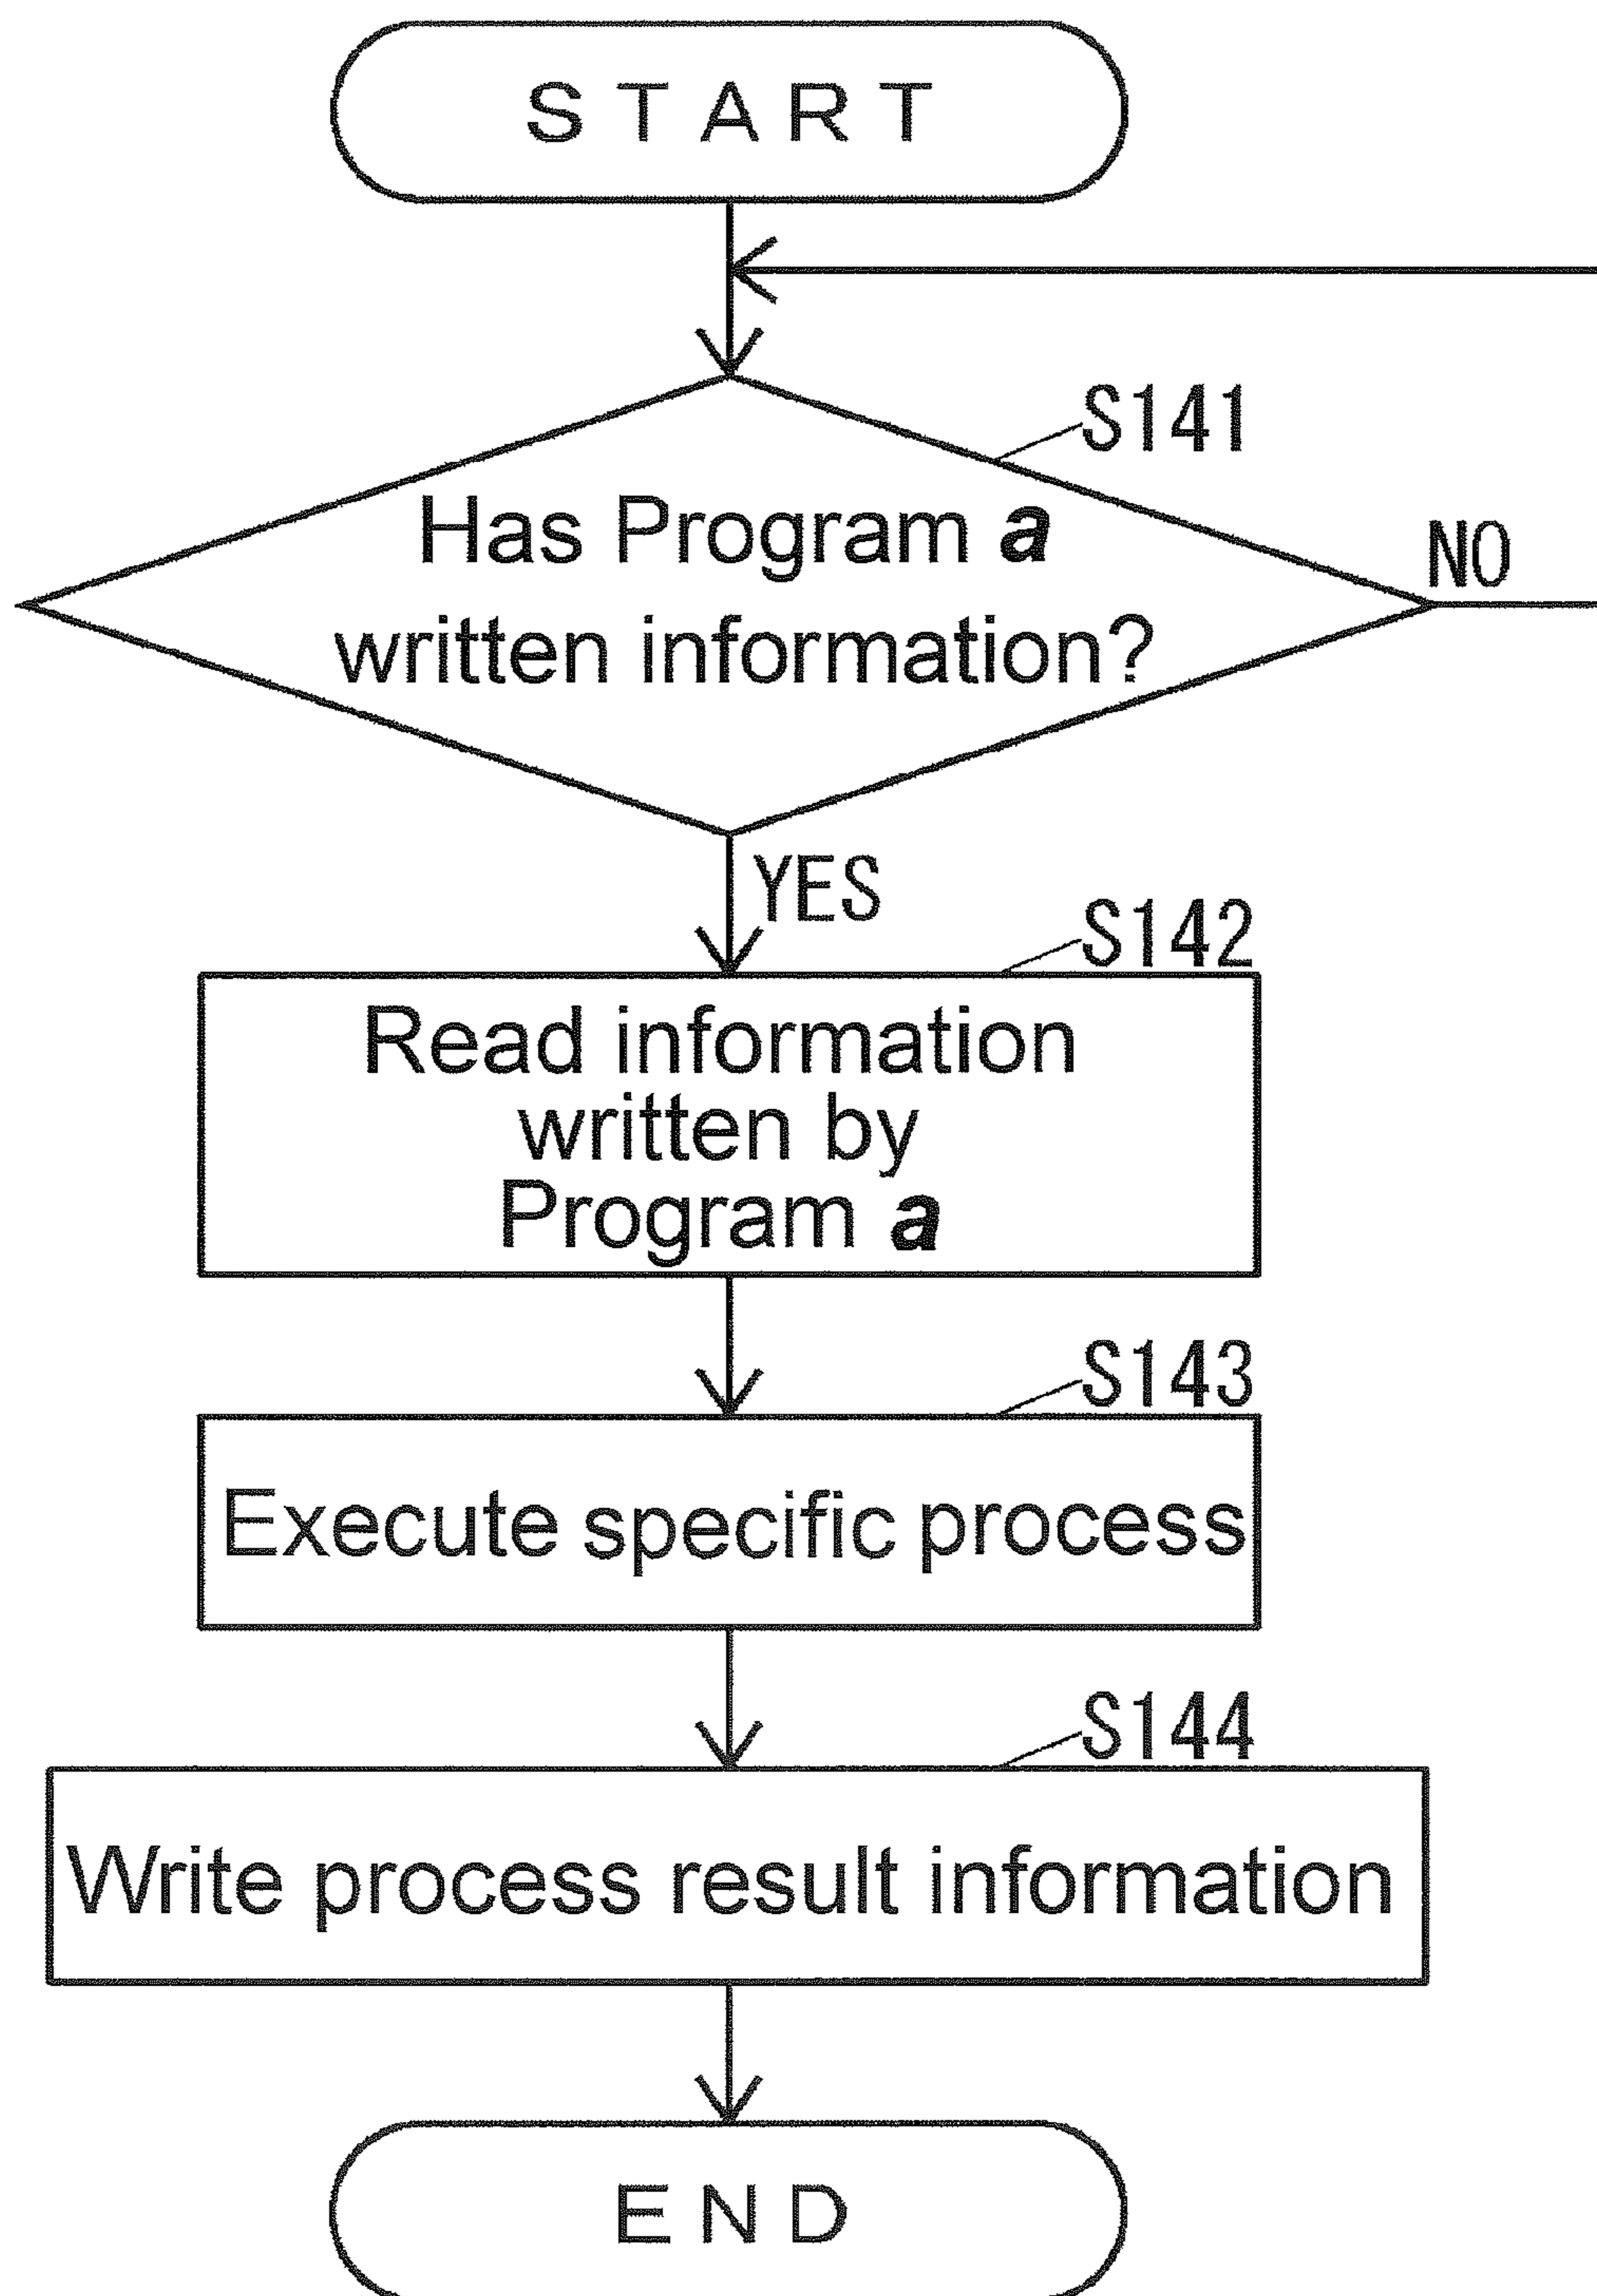 START
S141
Has Program a
written information?
NO
YES
S142
Read information
written by
Program a
S143
Execute specific process
S144
Write process result information
END